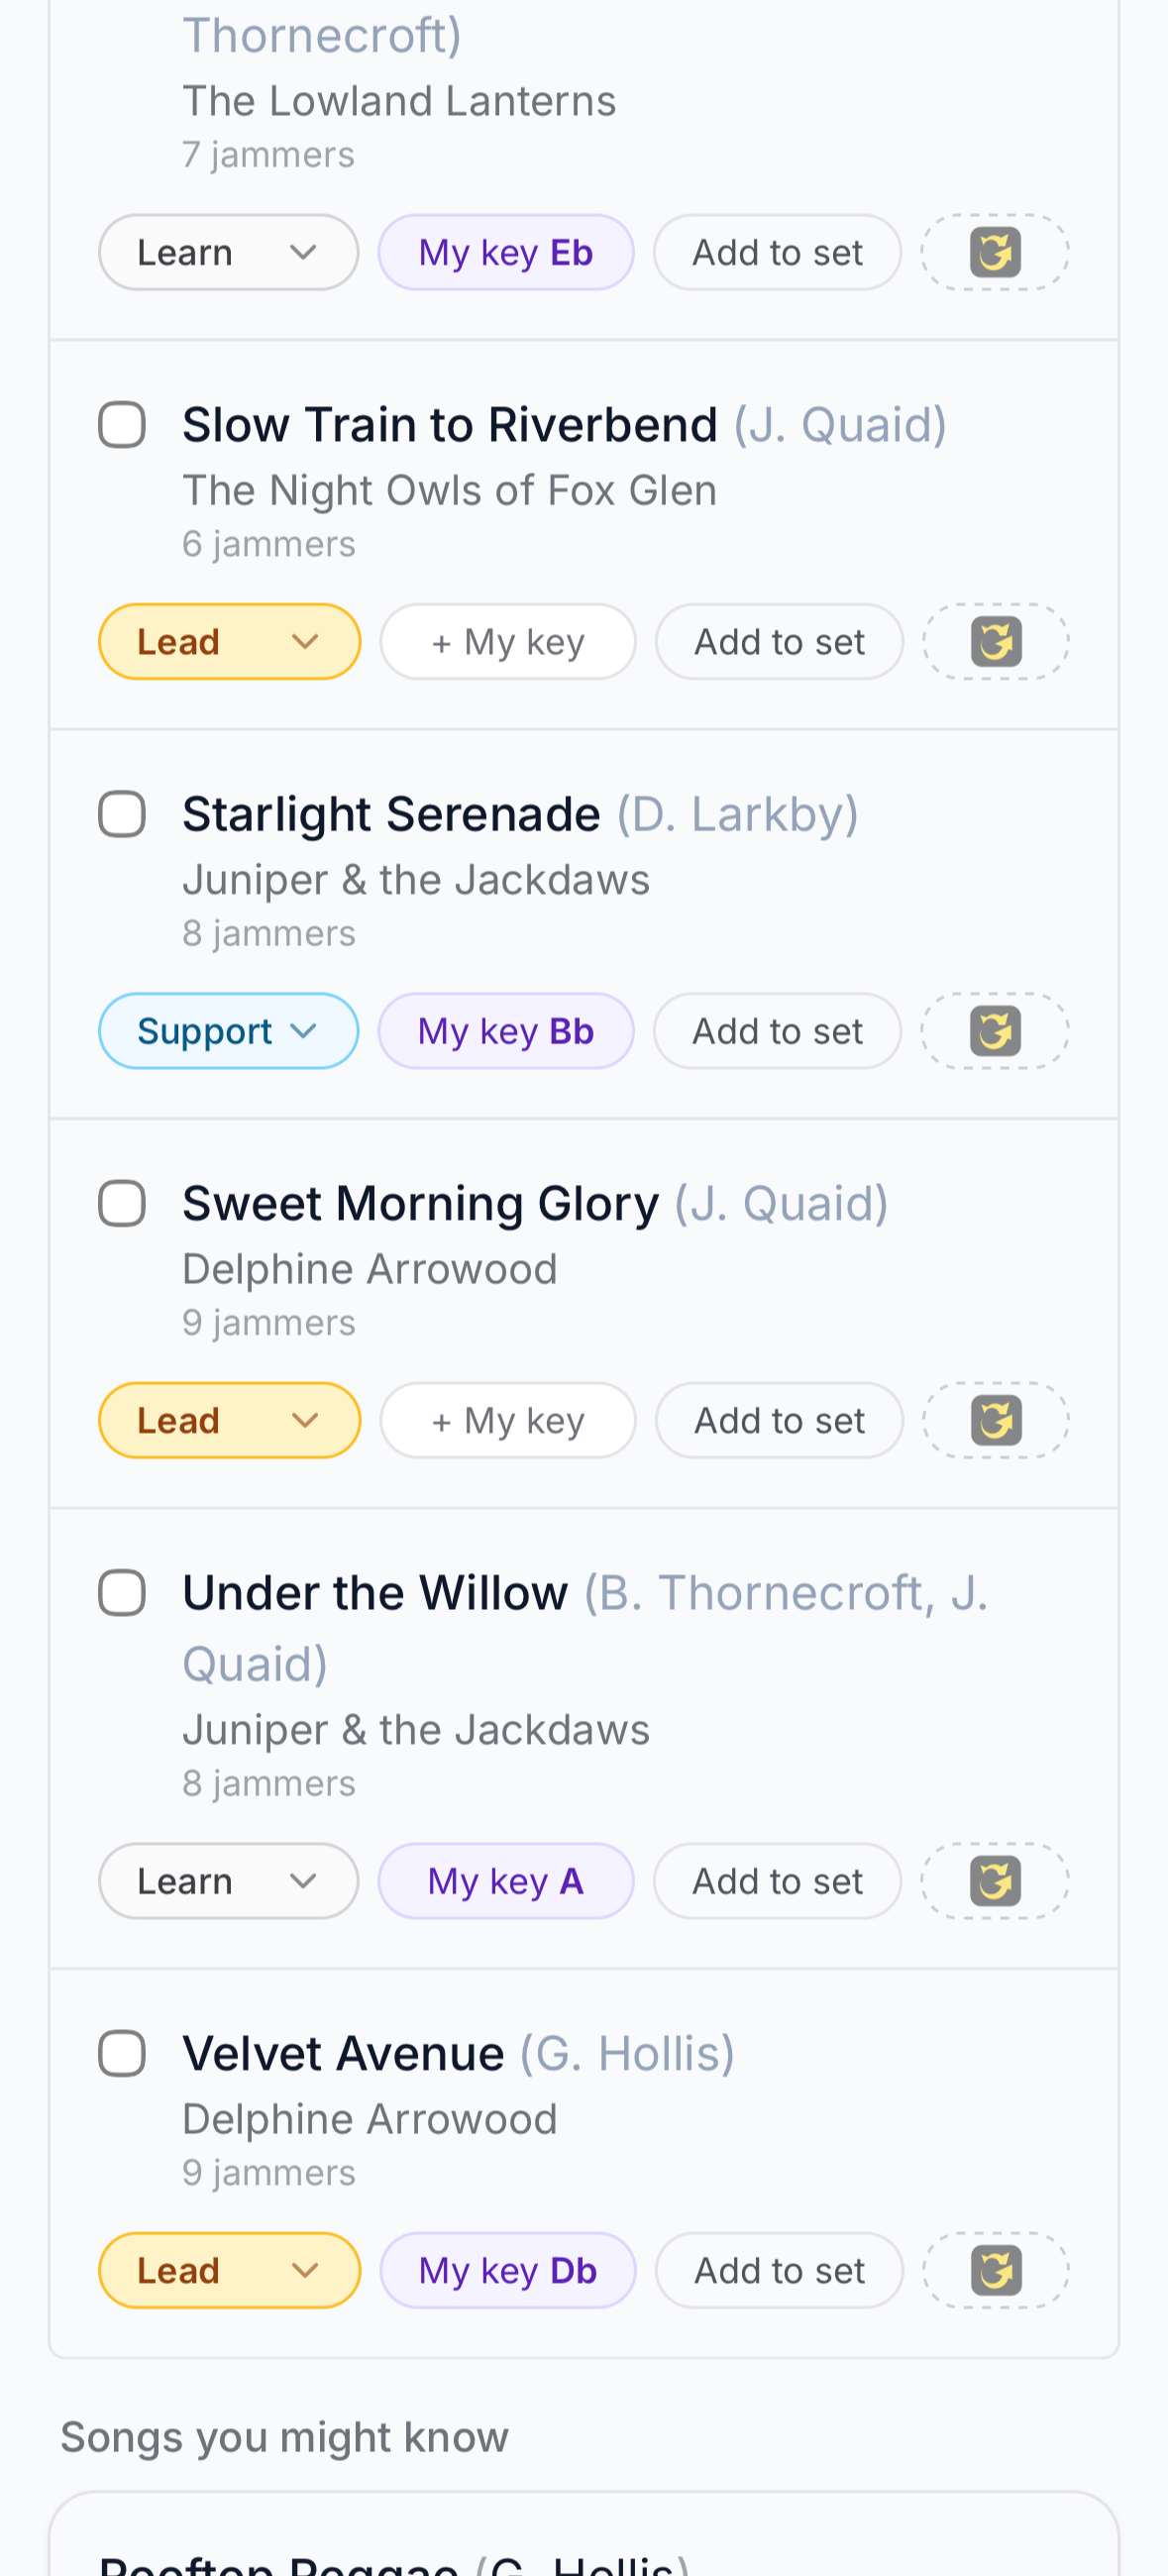 Thornecroft)
The Lowland Lanterns
7 jammers
Learn My key Eb Add to set
Slow Train to Riverbend (J. Quaid)
The Night Owls of Fox Glen
6 jammers
Lead + My key Add to set
Starlight Serenade (D. Larkby)
Juniper & the Jackdaws
8 jammers
Support My key Bb Add to set
Sweet Morning Glory (J. Quaid)
Delphine Arrowood
9 jammers
Lead + My key Add to set
Under the Willow (B. Thornecroft, J.
Quaid)
Juniper & the Jackdaws
8 jammers
Learn My key A Add to set
Velvet Avenue (G. Hollis)
Delphine Arrowood
9 jammers
Lead My key Db Add to set
Songs you might know
Rooftop Reggae (G. Hollis)